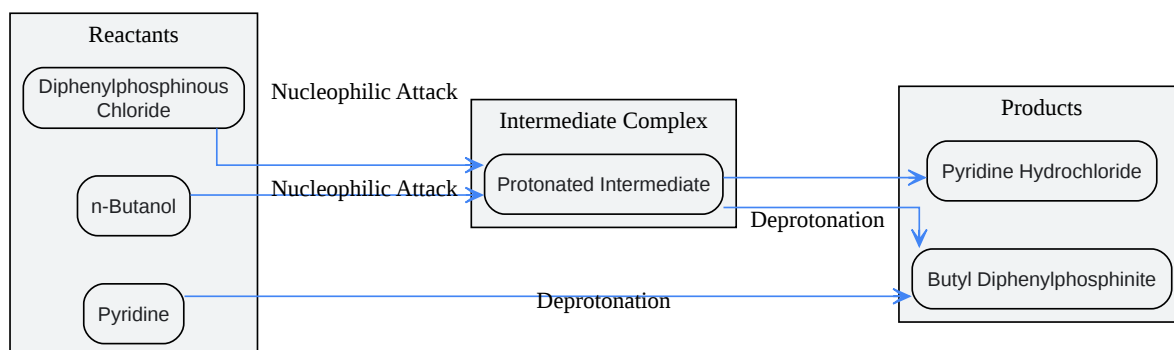 Reactants
Diphenylphosphinous
Chloride
n-Butanol
Pyridine
Nucleophilic Attack
Nucleophilic Attack
Intermediate Complex
Protonated Intermediate
Deprotonation
Deprotonation
Products
Pyridine Hydrochloride
Butyl Diphenylphosphinite